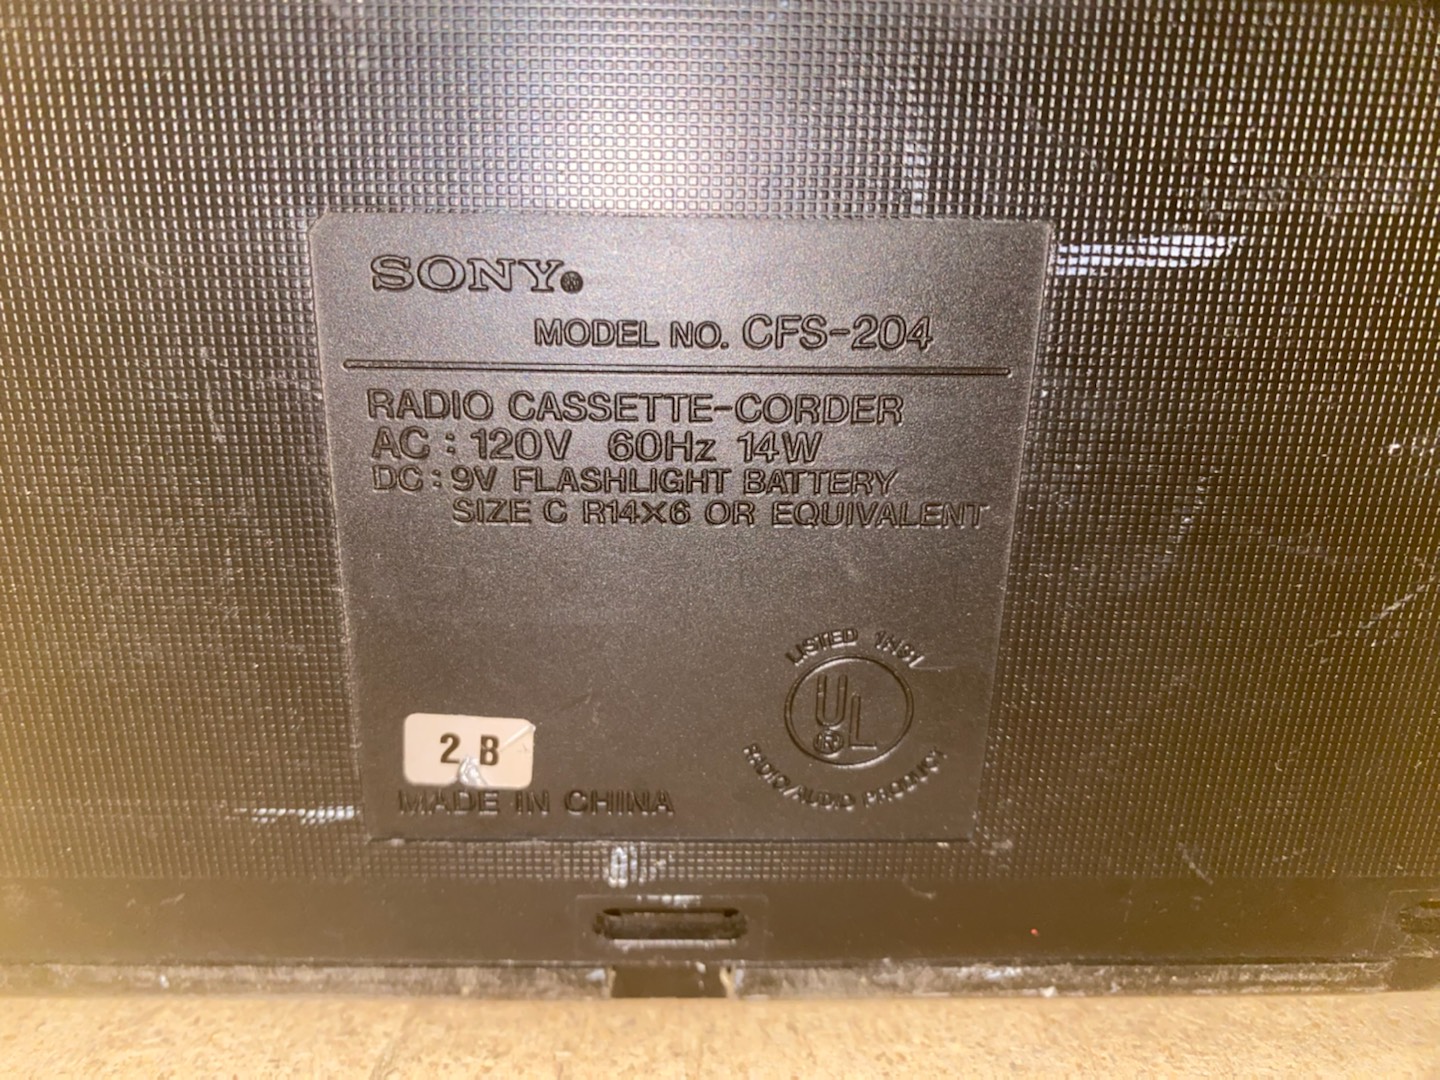 SONY®
MODEL NO. CFS-204
RADIO CASSETTE-CORDER
AC : 120V 60Hz 14W
DC : 9V FLASHLIGHT BATTERY
SIZE C R14×6 OR EQUIVALENT
LISTED
UL
®
RADIO/AUDIO PRODUCT
2 B
MADE IN CHINA